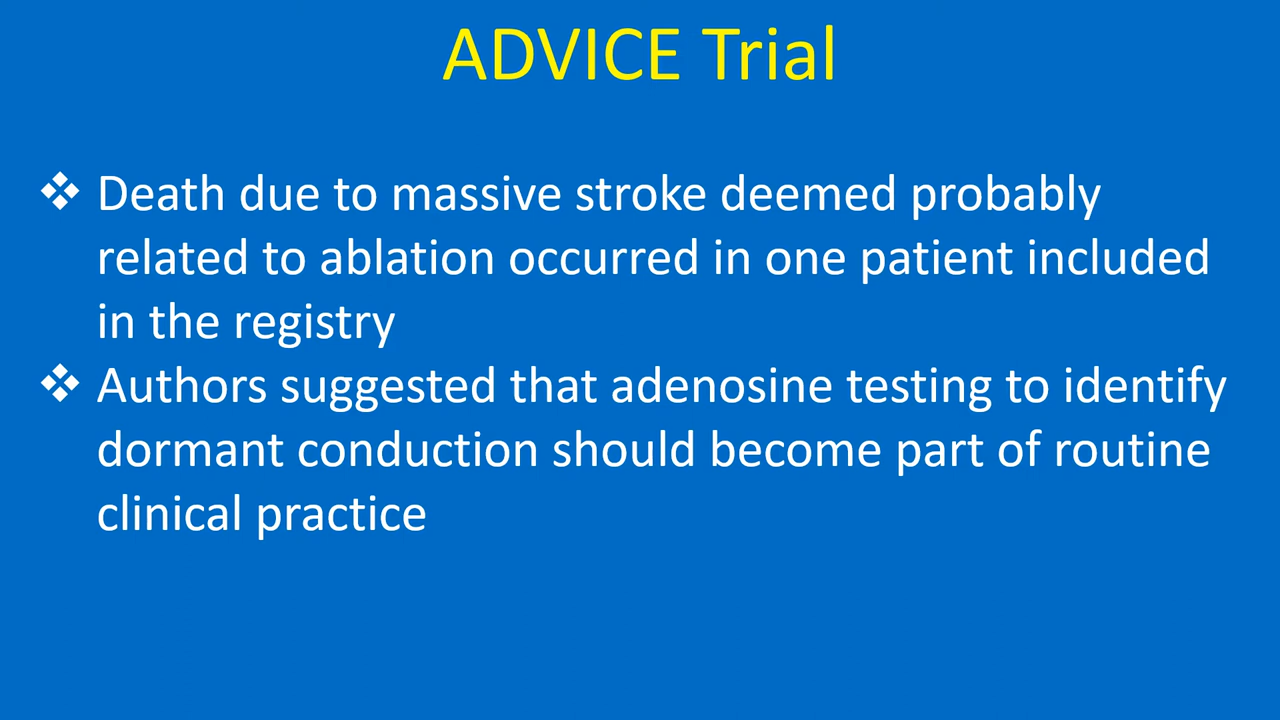 ADVICE Trial
❖ Death due to massive stroke deemed probably
related to ablation occurred in one patient included
in the registry
❖ Authors suggested that adenosine testing to identify
dormant conduction should become part of routine
clinical practice